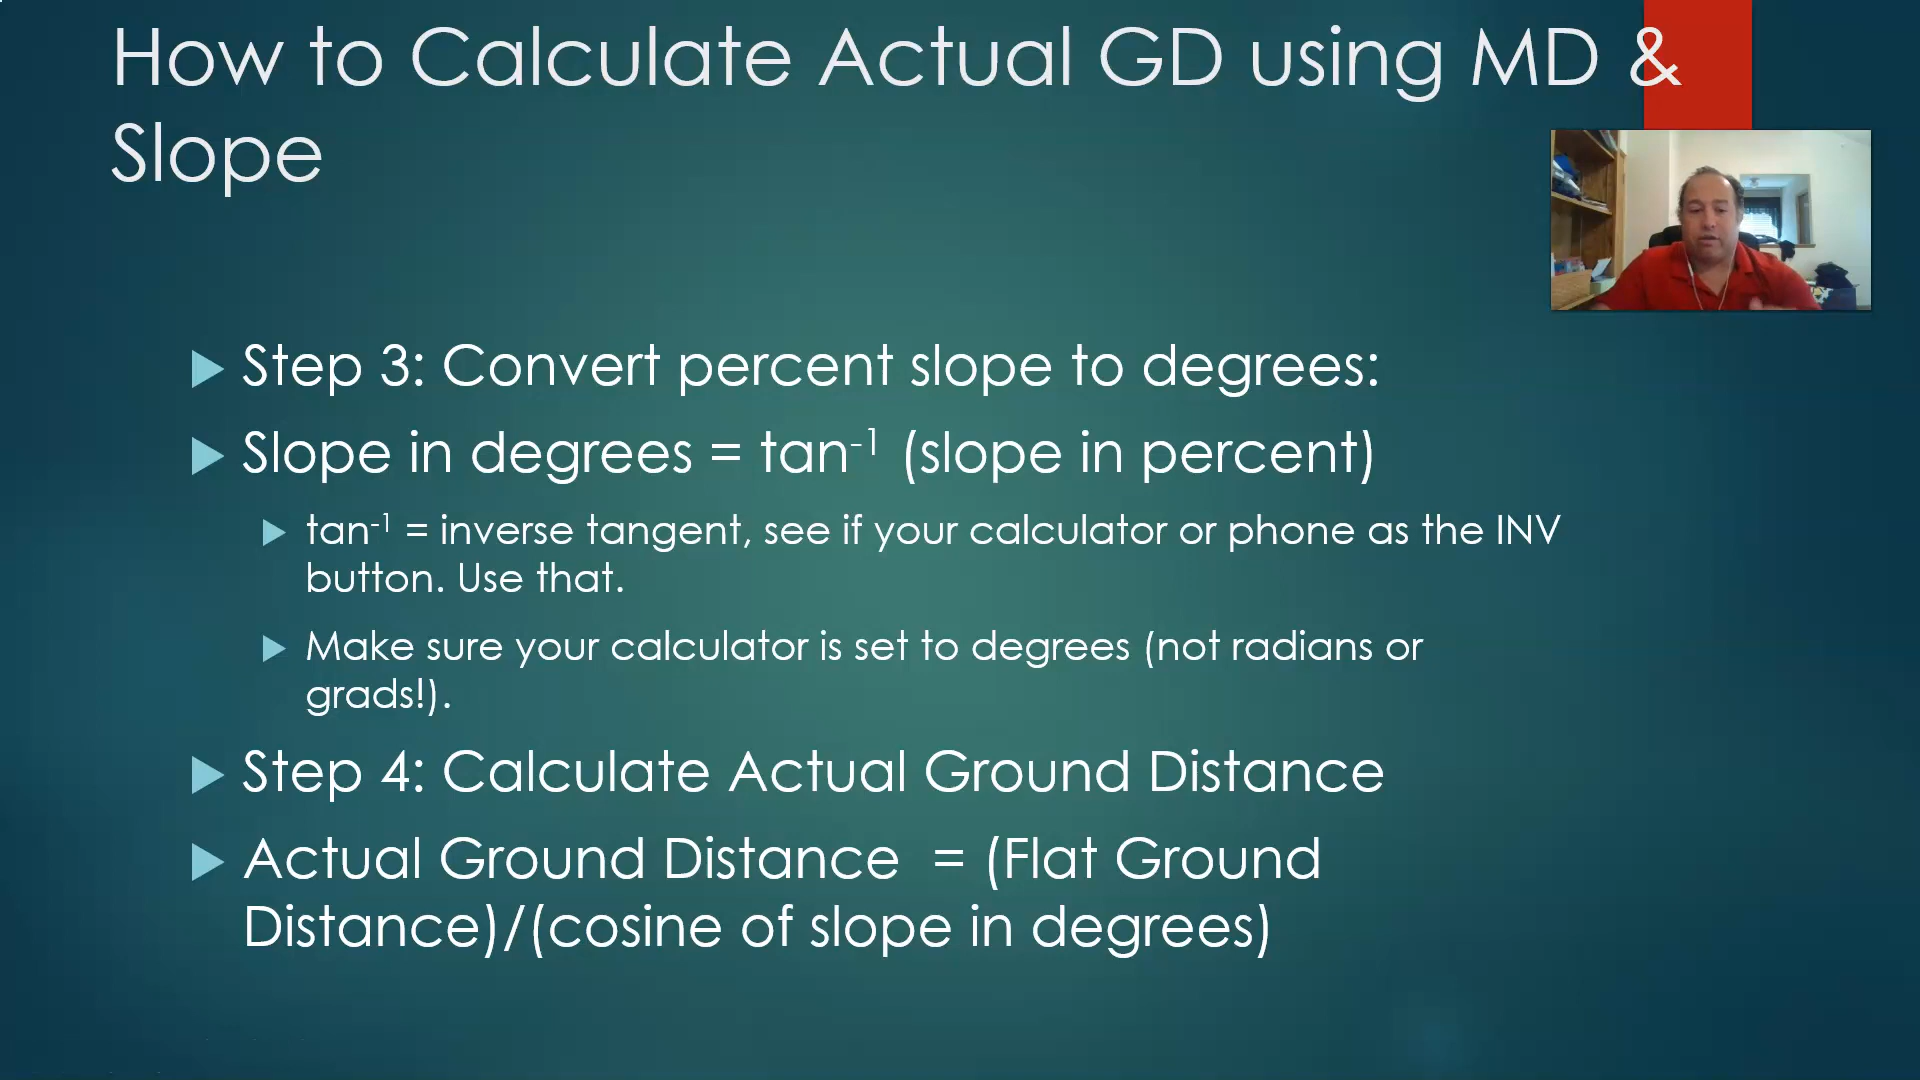 How to Calculate Actual GD using MD &
Slope
Step 3: Convert percent slope to degrees:
Slope in degrees = tan⁻¹ (slope in percent)
tan⁻¹ = inverse tangent, see if your calculator or phone as the INV
button. Use that.
Make sure your calculator is set to degrees (not radians or
grads!).
Step 4: Calculate Actual Ground Distance
Actual Ground Distance = (Flat Ground
Distance)/(cosine of slope in degrees)